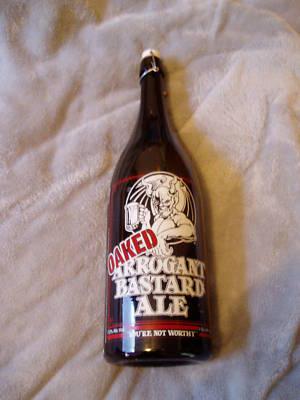 OAKED
ARROGANT
BASTARD
ALE
"YOU'RE NOT WORTHY"